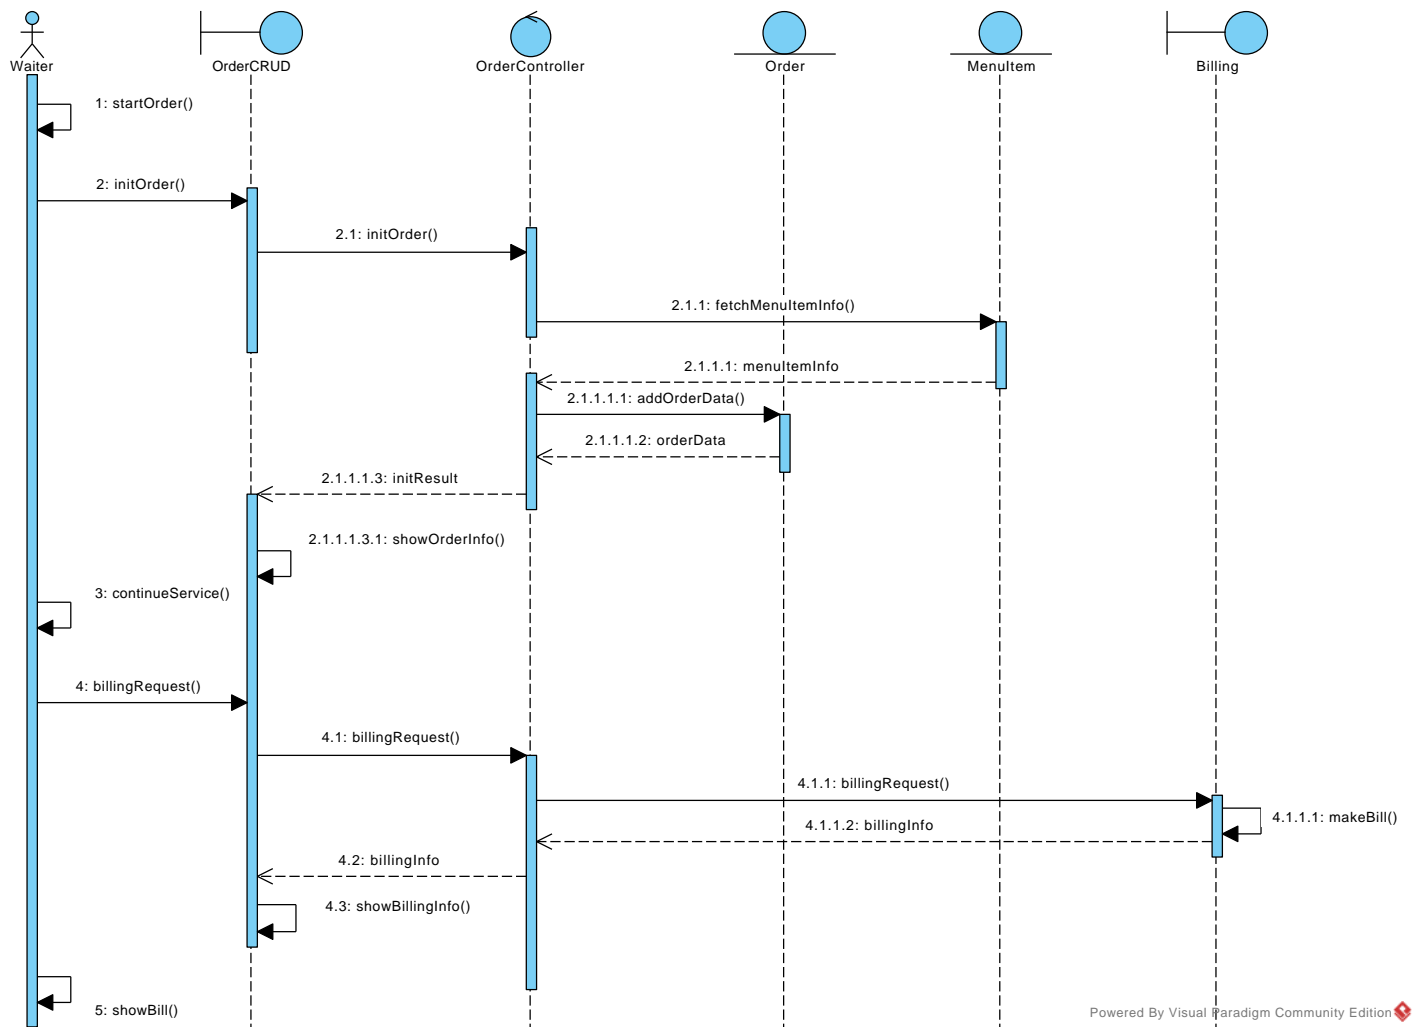 Waiter
OrderCRUD
OrderController
Order
MenuItem
Billing
1: startOrder()
2: initOrder()
2.1: initOrder()
2.1.1: fetchMenuItemInfo()
2.1.1.1: menuItemInfo
2.1.1.1.1: addOrderData()
2.1.1.1.2: orderData
2.1.1.1.3: initResult
2.1.1.1.3.1: showOrderInfo()
3: continueService()
4: billingRequest()
4.1: billingRequest()
4.1.1: billingRequest()
4.1.1.1: makeBill()
4.1.1.2: billingInfo
4.2: billingInfo
4.3: showBillingInfo()
5: showBill()
Powered By Visual Paradigm Community Edition